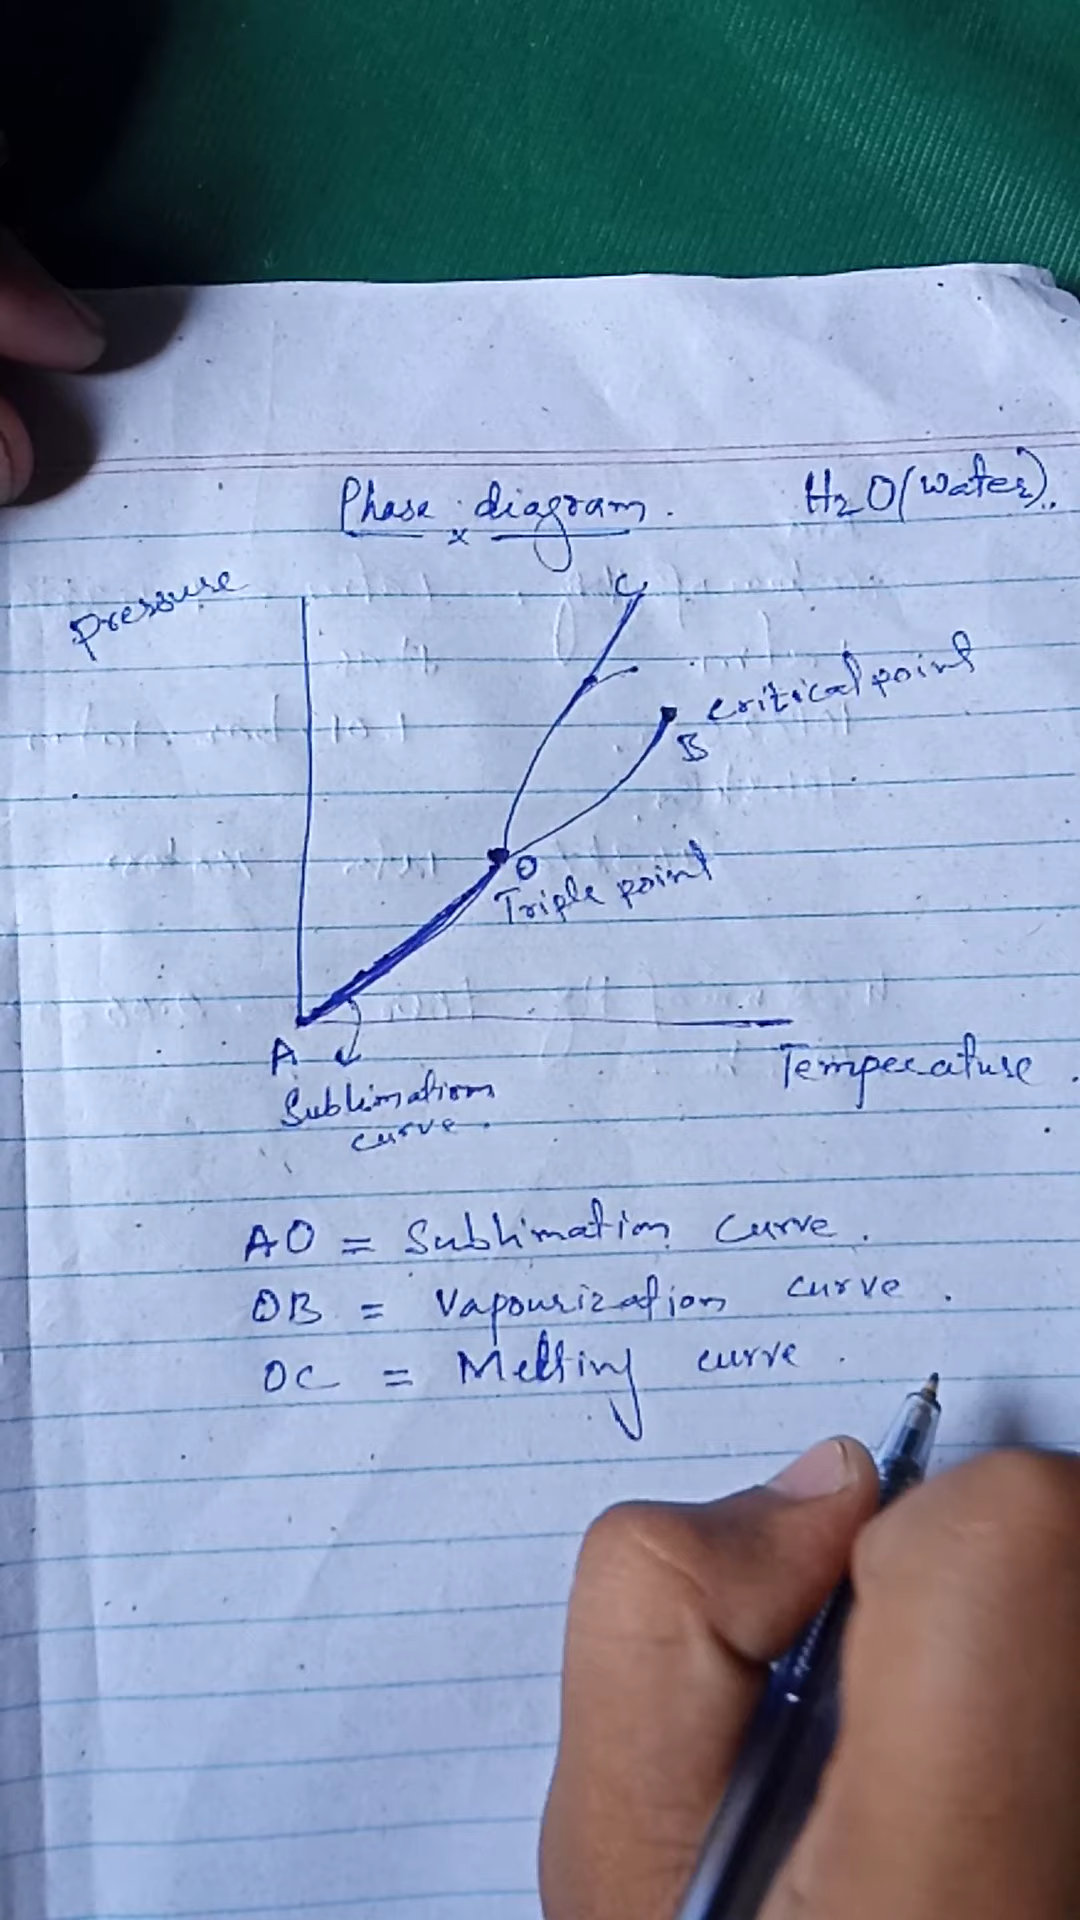 Phase diagram.
H2O (water).
pressure
C
critical point
B
O
Triple point
A
Temperature.
Sublimation
curve.
AO = Sublimation curve.
OB = Vapourization curve.
OC = Melting curve.